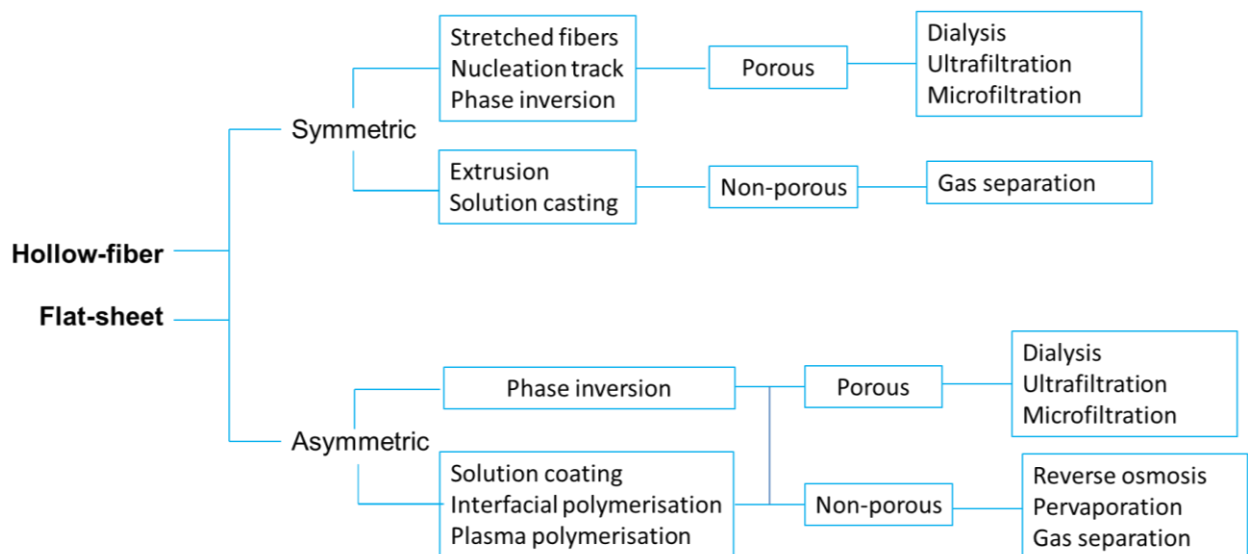 Stretched fibers
Nucleation track
Phase inversion
Porous
Dialysis
Ultrafiltration
Microfiltration
Symmetric
Extrusion
Solution casting
Non-porous
Gas separation
Hollow-fiber
Flat-sheet
Phase inversion
Porous
Dialysis
Ultrafiltration
Microfiltration
Asymmetric
Solution coating
Interfacial polymerisation
Plasma polymerisation
Non-porous
Reverse osmosis
Pervaporation
Gas separation